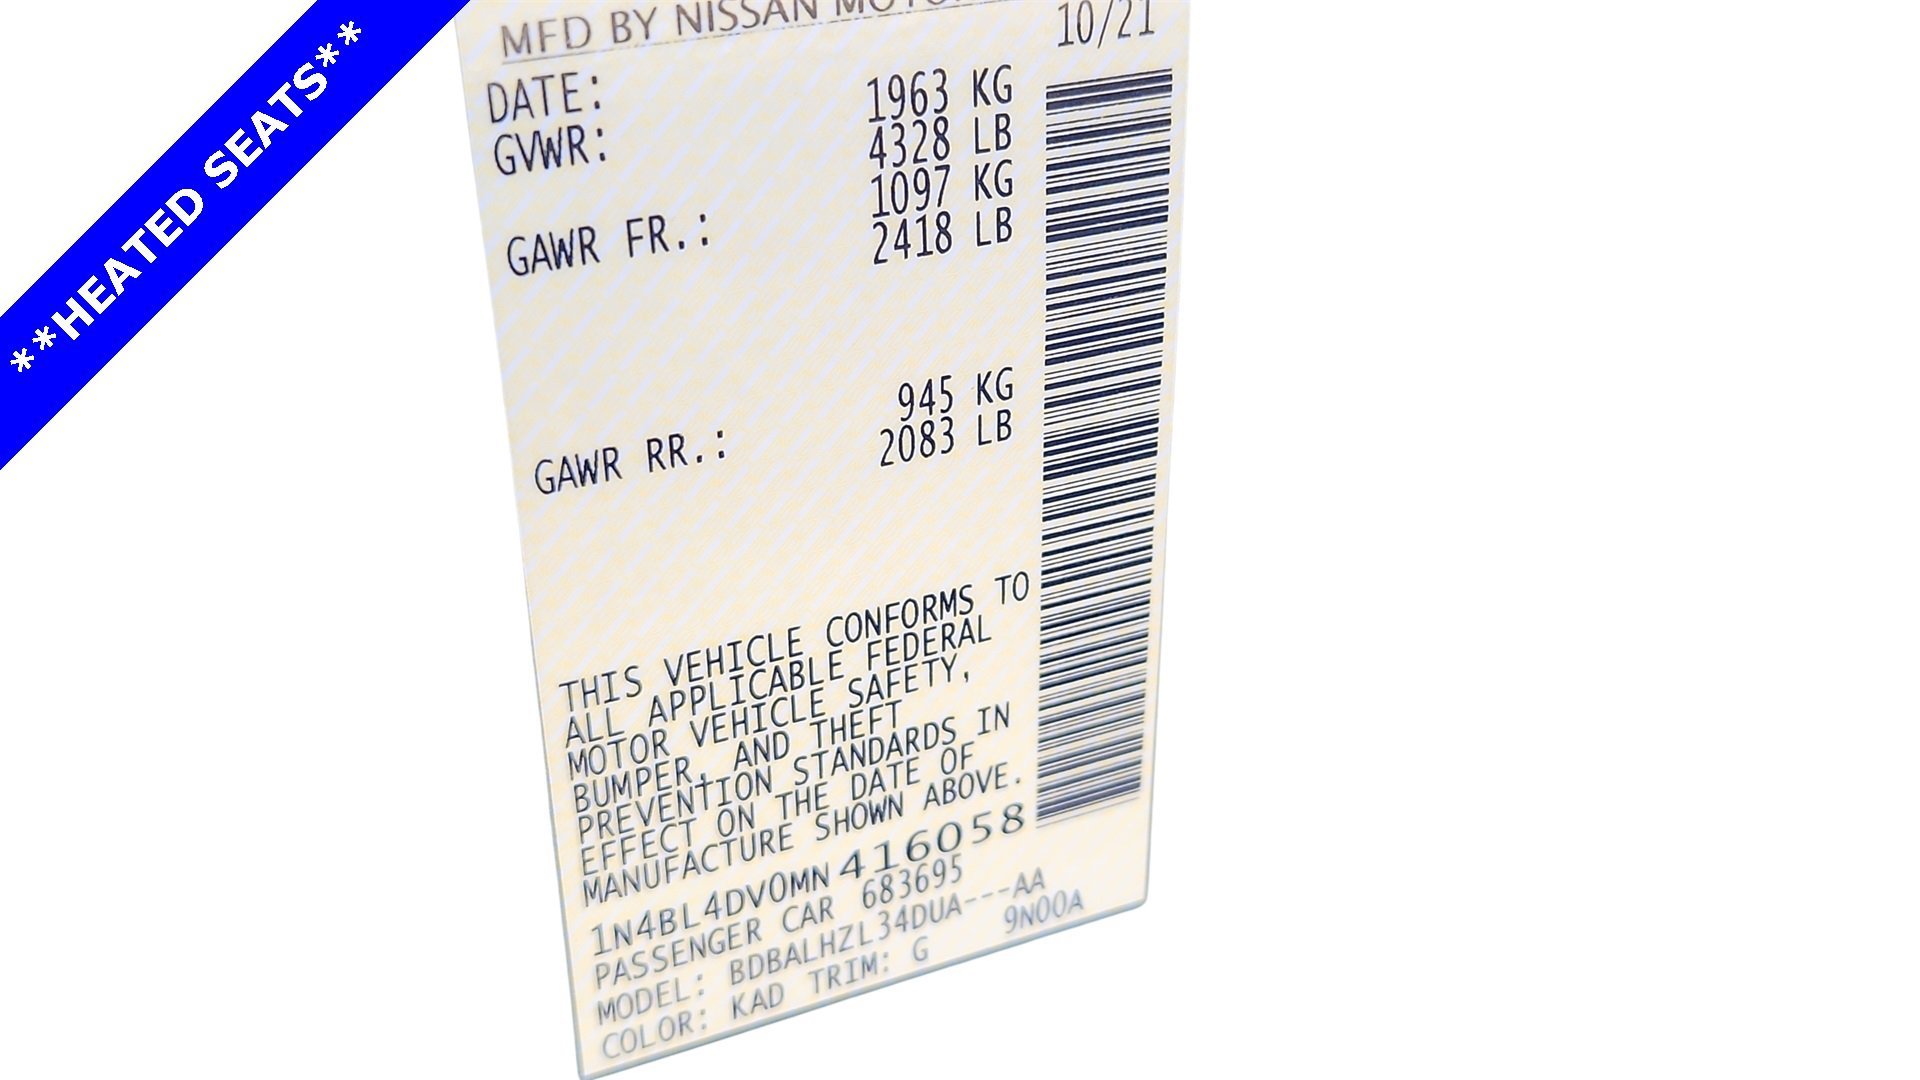 **HEATED SEATS**
MFD BY NISSAN
10/21
DATE:
1963 KG
GVWR:
4328 LB
1097 KG
GAWR FR.:
2418 LB
945 KG
GAWR RR.:
2083 LB
THIS VEHICLE CONFORMS TO
ALL APPLICABLE FEDERAL
MOTOR VEHICLE SAFETY,
BUMPER, AND THEFT
PREVENTION STANDARDS IN
EFFECT ON THE DATE OF
MANUFACTURE SHOWN ABOVE.
1N4BL4DV0MN416058
PASSENGER CAR 683695
MODEL: BDBALHZL34DUA---AA
COLOR: KAD TRIM: G 9N00A